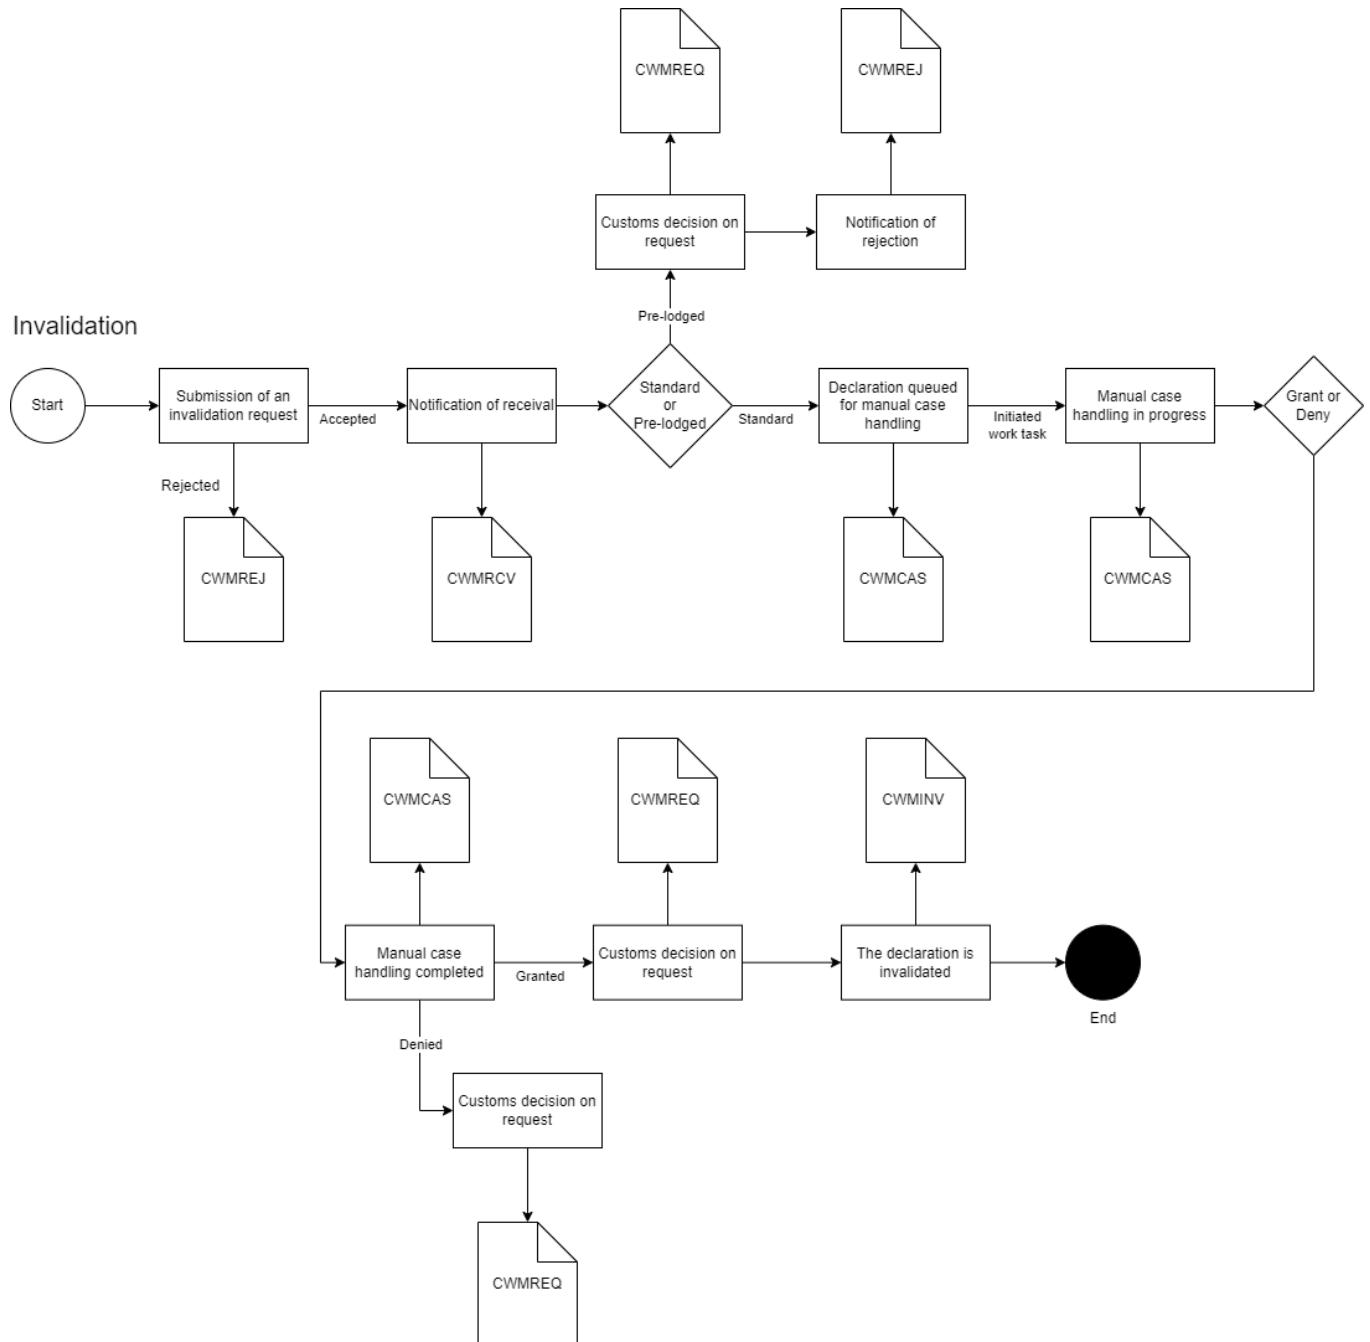 CWMREQ
CWMREJ
Customs decision on
request
Notification of
rejection
Pre-lodged
Invalidation
Start
Submission of an
invalidation request
Accepted
Notification of receival
Standard
or
Pre-lodged
Standard
Declaration queued
for manual case
handling
Initiated
work task
Manual case
handling in progress
Grant or
Deny
Rejected
CWMREJ
CWMRCV
CWMCAS
CWMCAS
CWMCAS
CWMREQ
CWMINV
Manual case
handling completed
Granted
Customs decision on
request
The declaration is
invalidated
End
Denied
Customs decision on
request
CWMREQ